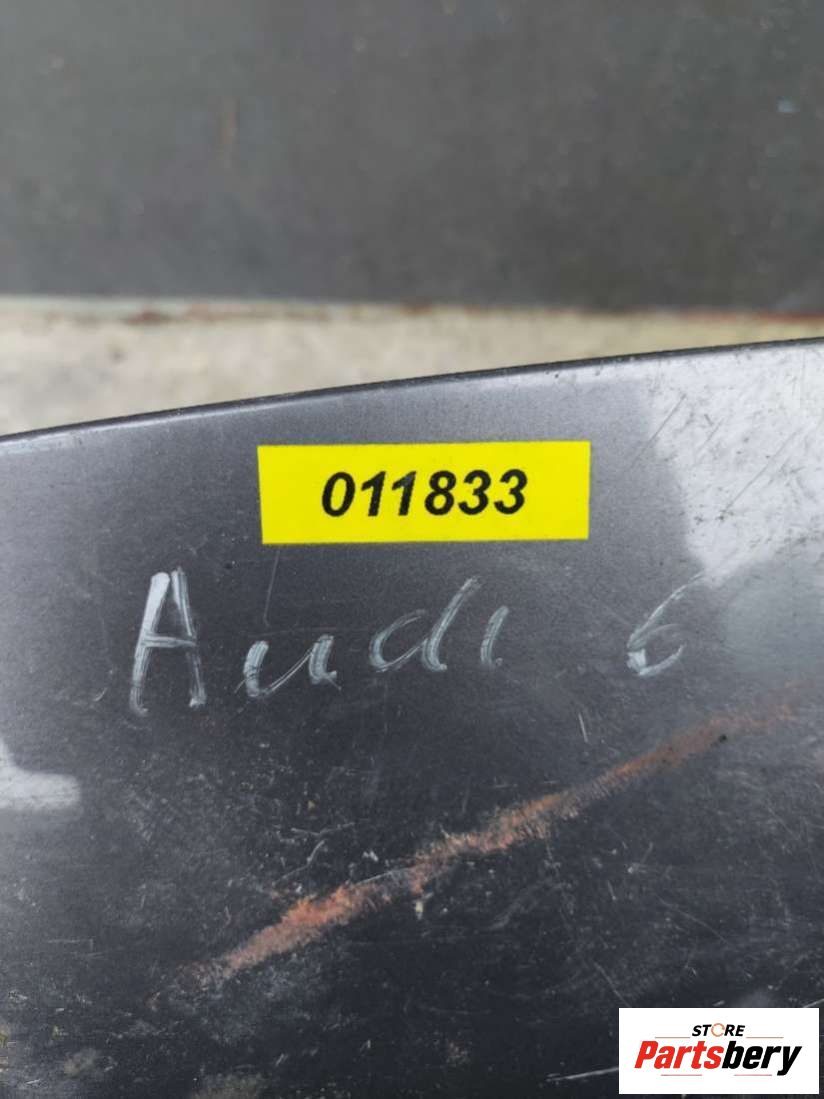 011833
Audi 6
STORE
Partsbery